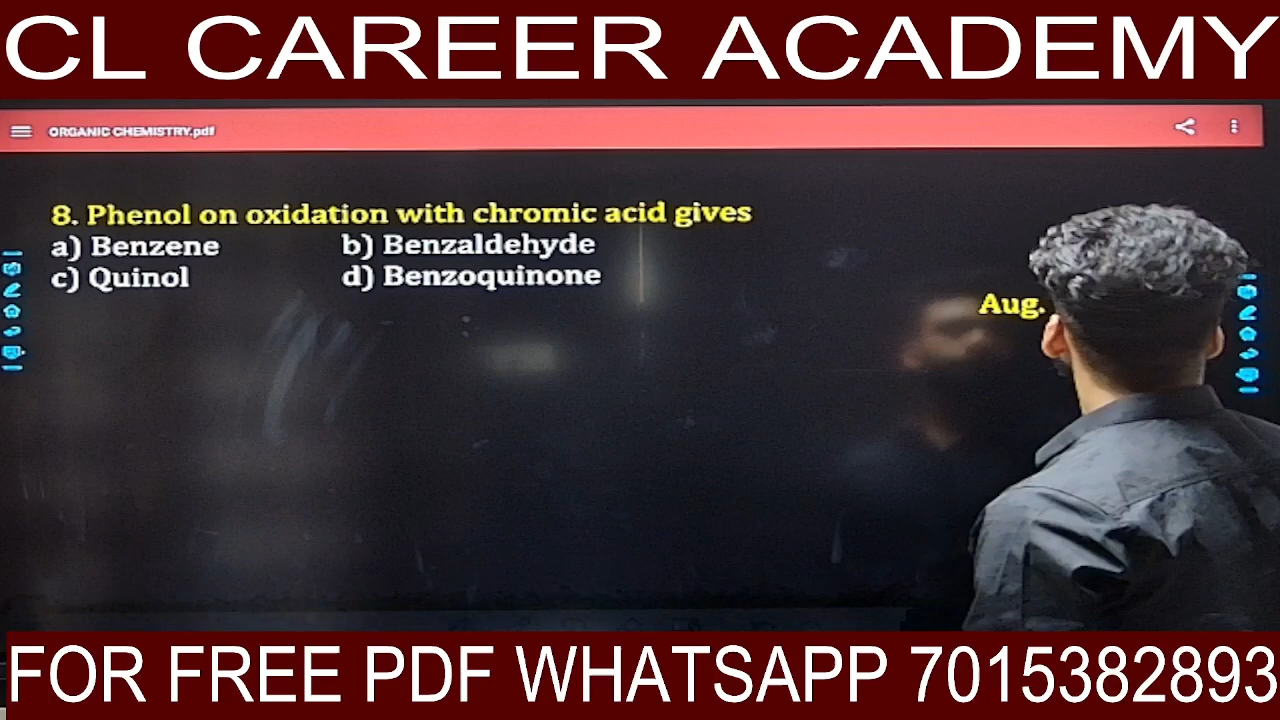 CL CAREER ACADEMY
ORGANIC CHEMISTRY.pdf
8. Phenol on oxidation with chromic acid gives
a) Benzene b) Benzaldehyde
c) Quinol d) Benzoquinone
Aug.
FOR FREE PDF WHATSAPP 7015382893